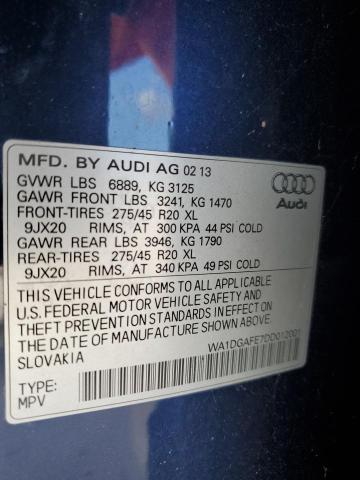 MFD. BY AUDI AG 02 13
GVWR LBS 6889, KG 3125
GAWR FRONT LBS 3241, KG 1470
FRONT-TIRES 275/45 R20 XL
9JX20 RIMS, AT 300 KPA 44 PSI COLD
GAWR REAR LBS 3946, KG 1790
REAR-TIRES 275/45 R20 XL
9JX20 RIMS, AT 340 KPA 49 PSI COLD
Audi
THIS VEHICLE CONFORMS TO ALL APPLICABLE
U.S. FEDERAL MOTOR VEHICLE SAFETY AND
THEFT PREVENTION STANDARDS IN EFFECT ON
THE DATE OF MANUFACTURE SHOWN ABOVE
SLOVAKIA
WA1DGAFE7DD012001
TYPE:
MPV